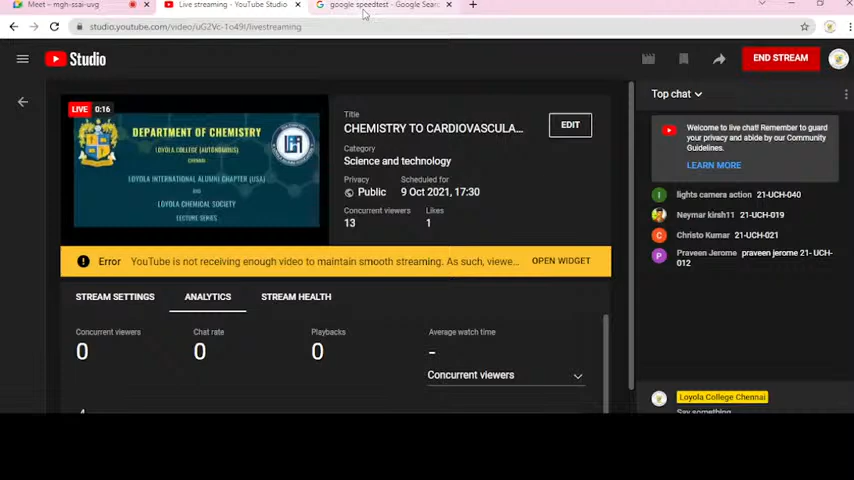 Meet – mgh-ssai-uvg
Live streaming - YouTube Studio
google speedtest - Google Sear
studio.youtube.com/video/uG2Vc-1o49I/livestreaming
Studio
END STREAM
LIVE 0:16
DEPARTMENT OF CHEMISTRY
LOYOLA COLLEGE (AUTONOMOUS)
CHENNAI
LOYOLA INTERNATIONAL ALUMNI CHAPTER (USA)
AND
LOYOLA CHEMICAL SOCIETY
LECTURE SERIES
Title
CHEMISTRY TO CARDIOVASCULA...
EDIT
Category
Science and technology
Privacy
Public
Scheduled for
9 Oct 2021, 17:30
Concurrent viewers
13
Likes
1
Error YouTube is not receiving enough video to maintain smooth streaming. As such, viewe... OPEN WIDGET
STREAM SETTINGS ANALYTICS STREAM HEALTH
Concurrent viewers
0
Chat rate
0
Playbacks
0
Average watch time
-
Concurrent viewers
Top chat
Welcome to live chat! Remember to guard
your privacy and abide by our Community
Guidelines.
LEARN MORE
I lights camera action 21-UCH-040
Neymar kirsh11 21-UCH-019
C Christo Kumar 21-UCH-021
P Praveen Jerome praveen jerome 21- UCH-
012
Loyola College Chennai
Say something...